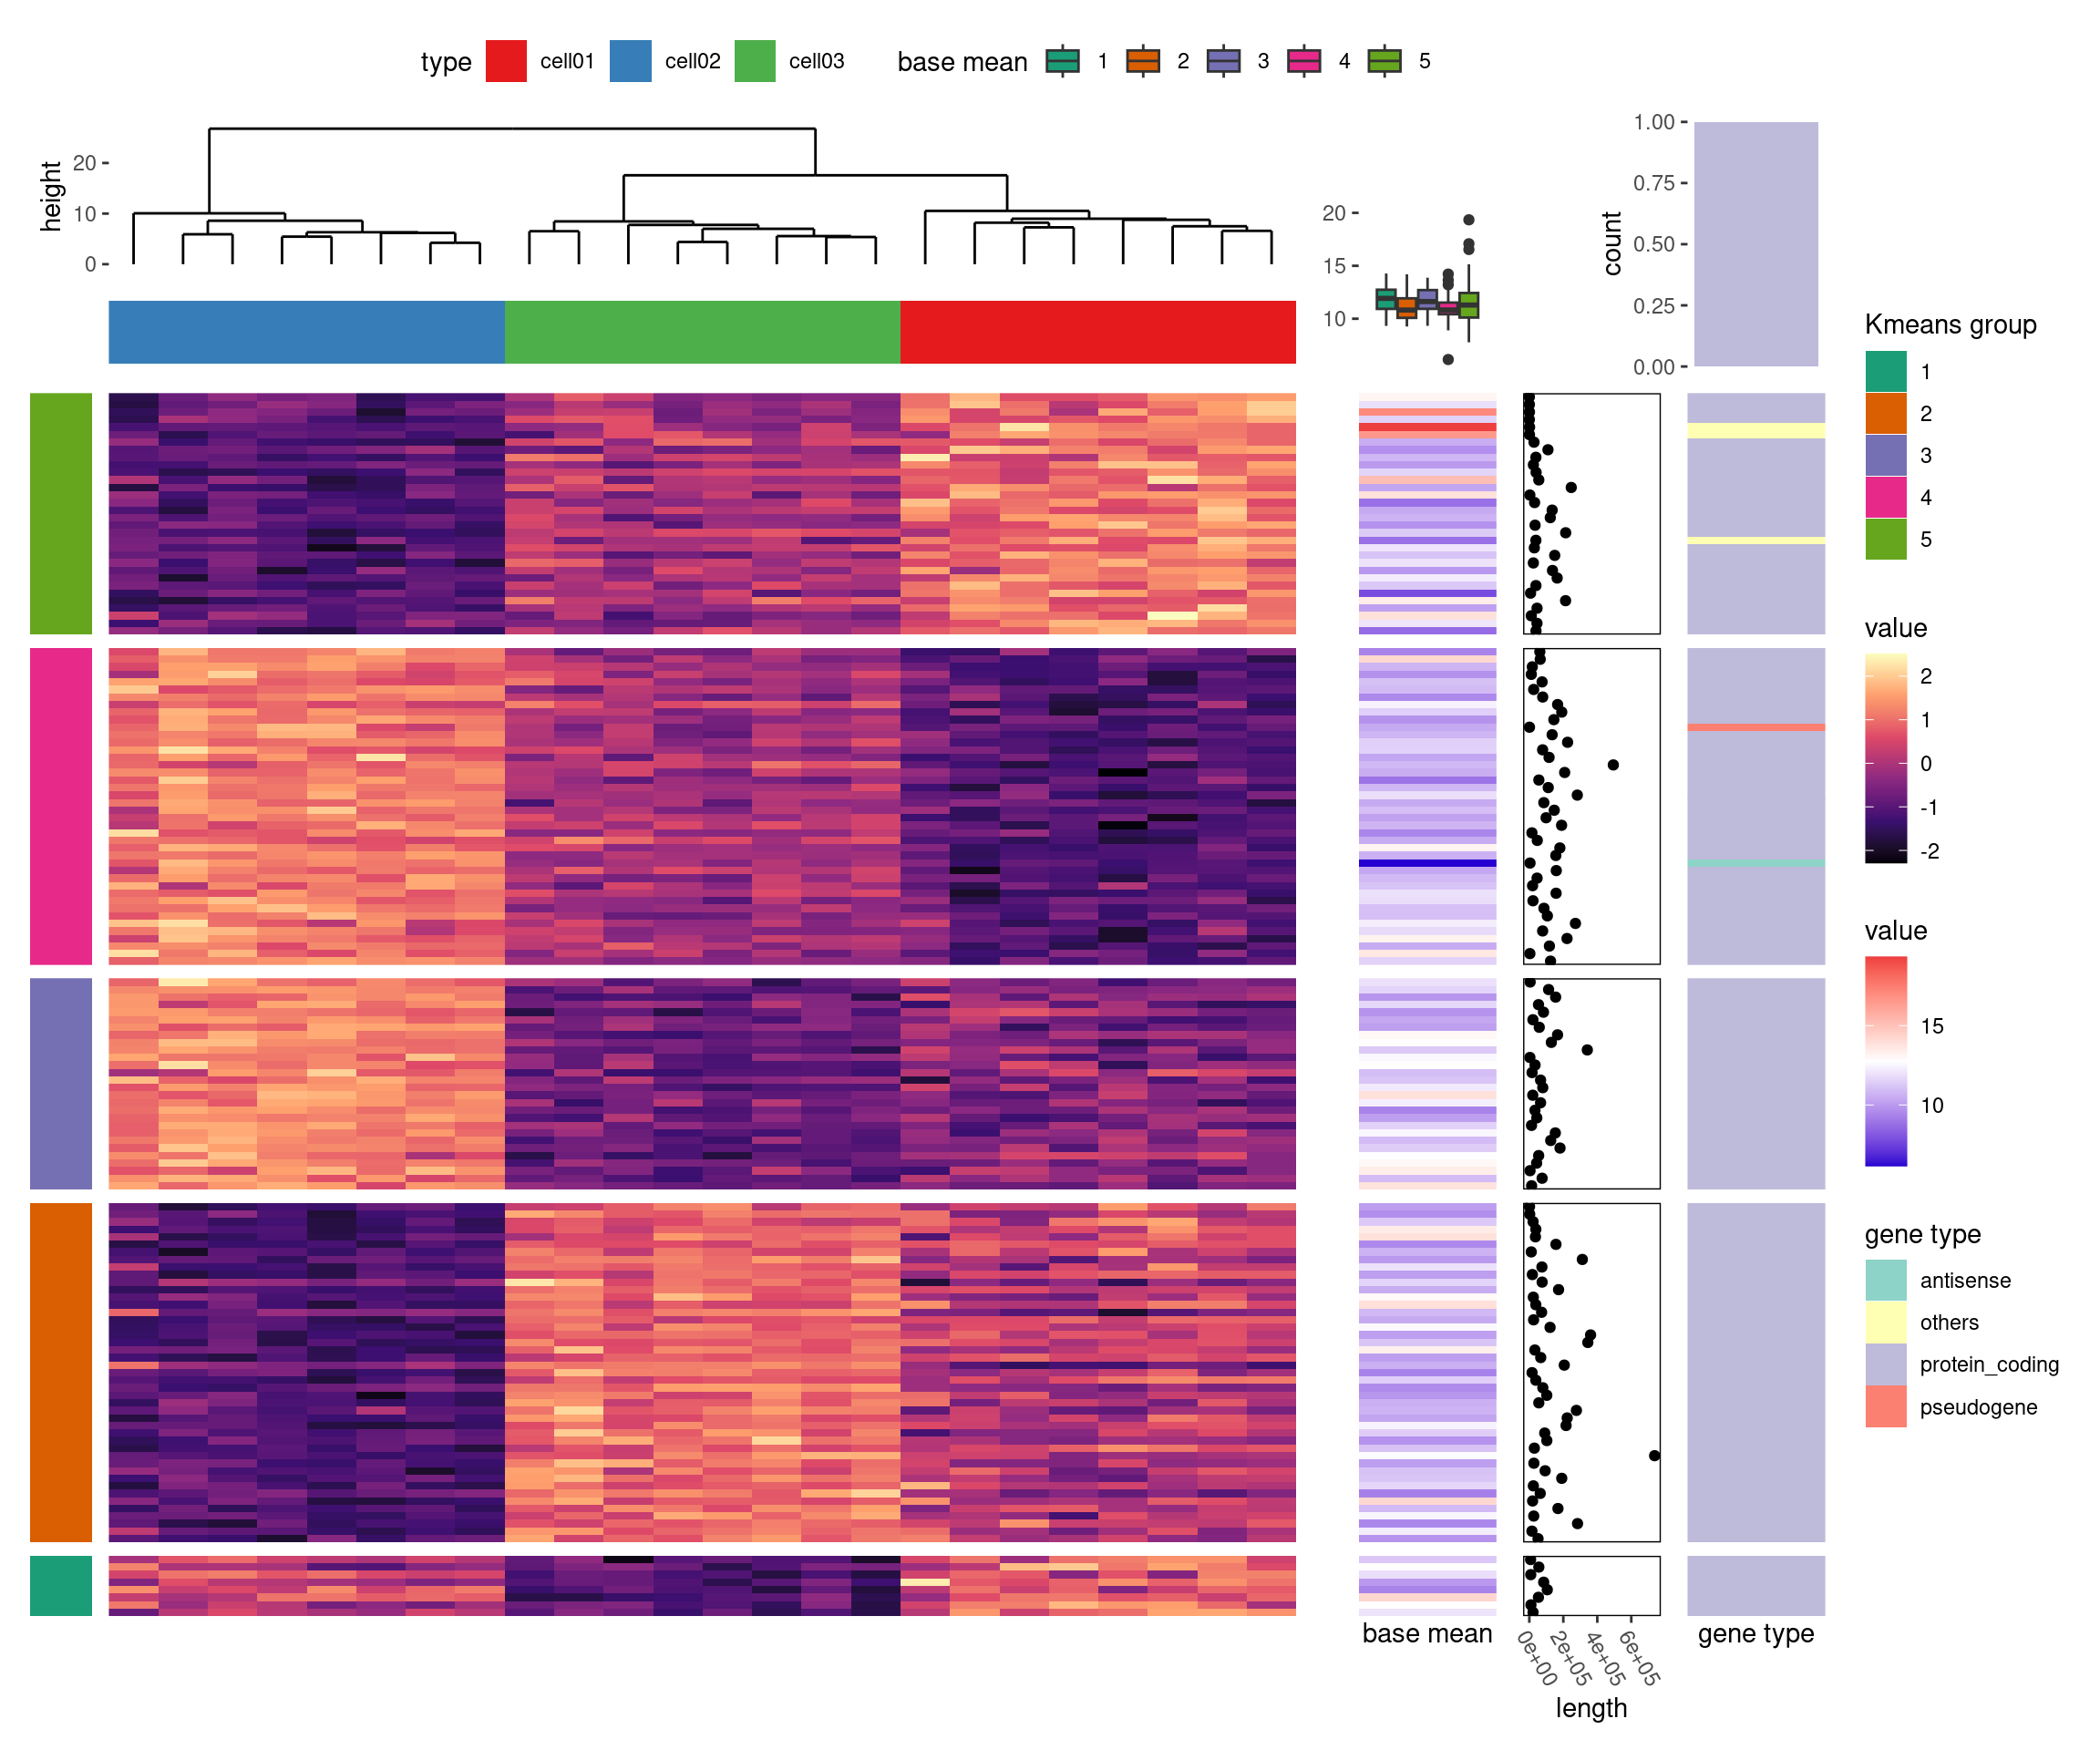 type cell01 cell02 cell03 base mean 1 2 3 4 5
height
20
10
0
20
15
10
count
1.00
0.75
0.50
0.25
0.00
Kmeans group
1
2
3
4
5
value
2
1
0
-1
-2
value
15
10
gene type
antisense
others
protein_coding
pseudogene
base mean
0e+00 2e+05 4e+05 6e+05
length
gene type